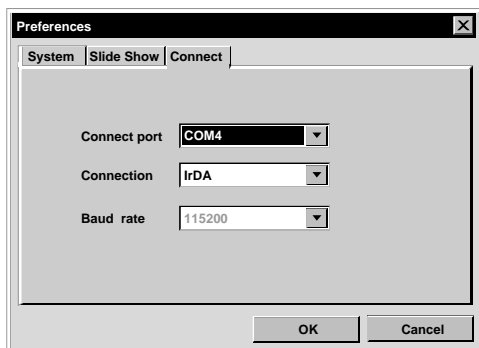 Preferences
System Slide Show Connect
Connect port COM4
Connection IrDA
Baud rate 115200
OK Cancel